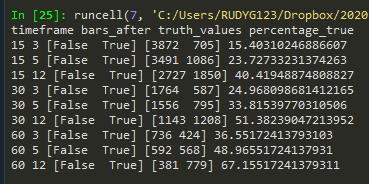 In [25]: runcell(7, 'C:/Users/RUDYG123/Dropbox/2020
timeframe bars_after truth_values percentage_true
15 3 [False  True] [3872  705] 15.40310246886607
15 5 [False  True] [3491 1086] 23.72733231374263
15 12 [False  True] [2727 1850] 40.41948874808827
30 3 [False  True] [1764  587] 24.968098681412165
30 5 [False  True] [1556  795] 33.81539770310506
30 12 [False  True] [1143 1208] 51.38239047213952
60 3 [False  True] [736 424] 36.55172413793103
60 5 [False  True] [592 568] 48.96551724137931
60 12 [False  True] [381 779] 67.15517241379311